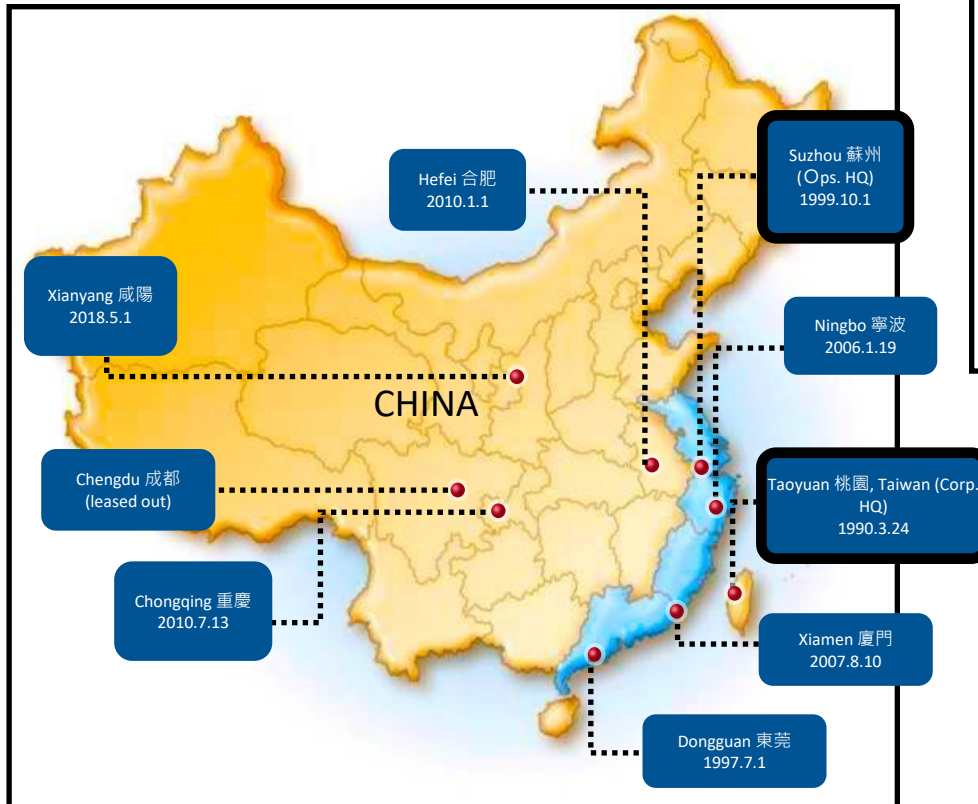 Suzhou 蘇州
(Ops. HQ)
1999.10.1
Hefei 合肥
2010.1.1
Xianyang 咸陽
2018.5.1
Ningbo 寧波
2006.1.19
CHINA
Chengdu 成都
(leased out)
Taoyuan 桃園, Taiwan (Corp.
HQ)
1990.3.24
Chongqing 重慶
2010.7.13
Xiamen 廈門
2007.8.10
Dongguan 東莞
1997.7.1